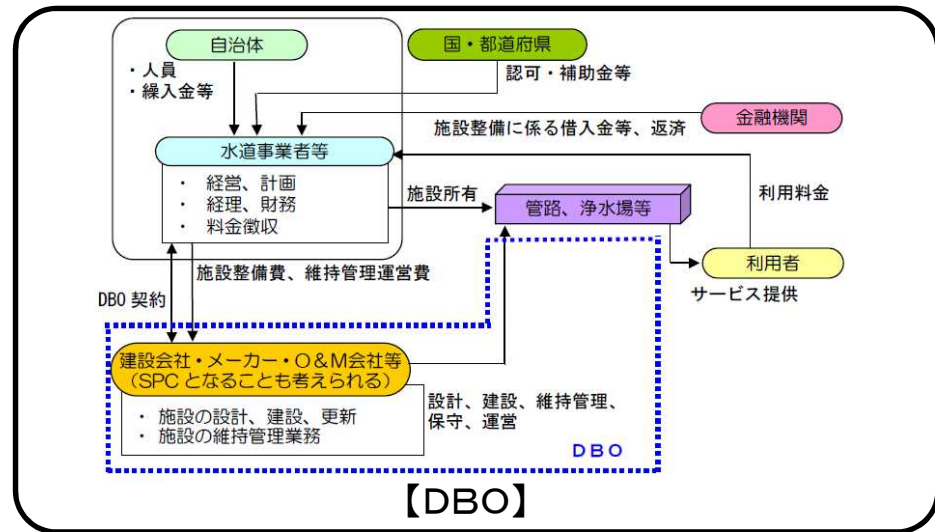 自治体
国・都道府県
・人員
・繰入金等
認可・補助金等
金融機関
施設整備に係る借入金等、返済
水道事業者等
・ 経営、計画
・ 経理、財務
・ 料金徴収
施設所有
管路、浄水場等
利用料金
利用者
サービス提供
施設整備費、維持管理運営費
DBO 契約
建設会社・メーカー・O＆M会社等
（SPC となることも考えられる）
・ 施設の設計、建設、更新
・ 施設の維持管理業務
設計、建設、維持管理、
保守、運営
ＤＢＯ
【DBO】